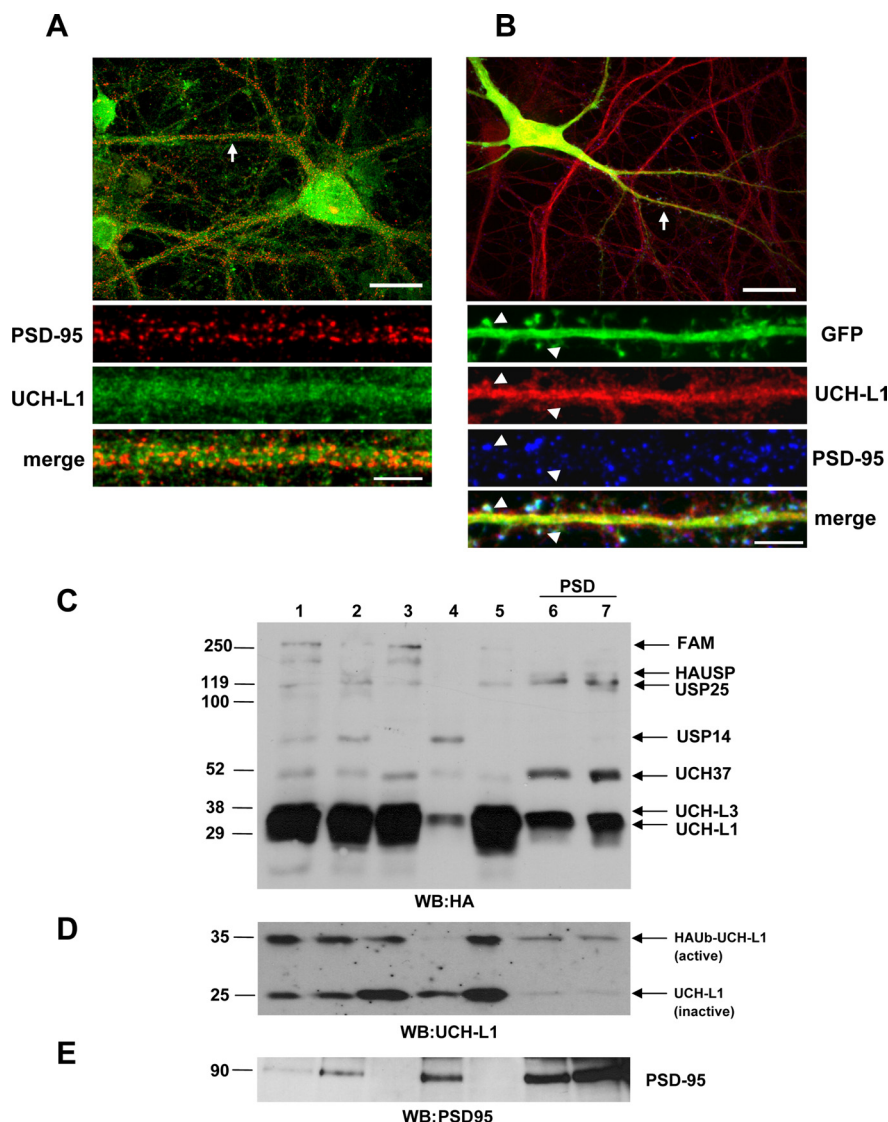 A
B
PSD-95
UCH-L1
merge
GFP
UCH-L1
PSD-95
merge
C
PSD
1 2 3 4 5 6 7
250
119
100
52
38
29
FAM
HAUSP
USP25
USP14
UCH37
UCH-L3
UCH-L1
WB:HA
D
35
25
HAUb-UCH-L1
(active)
UCH-L1
(inactive)
WB:UCH-L1
E
90
PSD-95
WB:PSD95